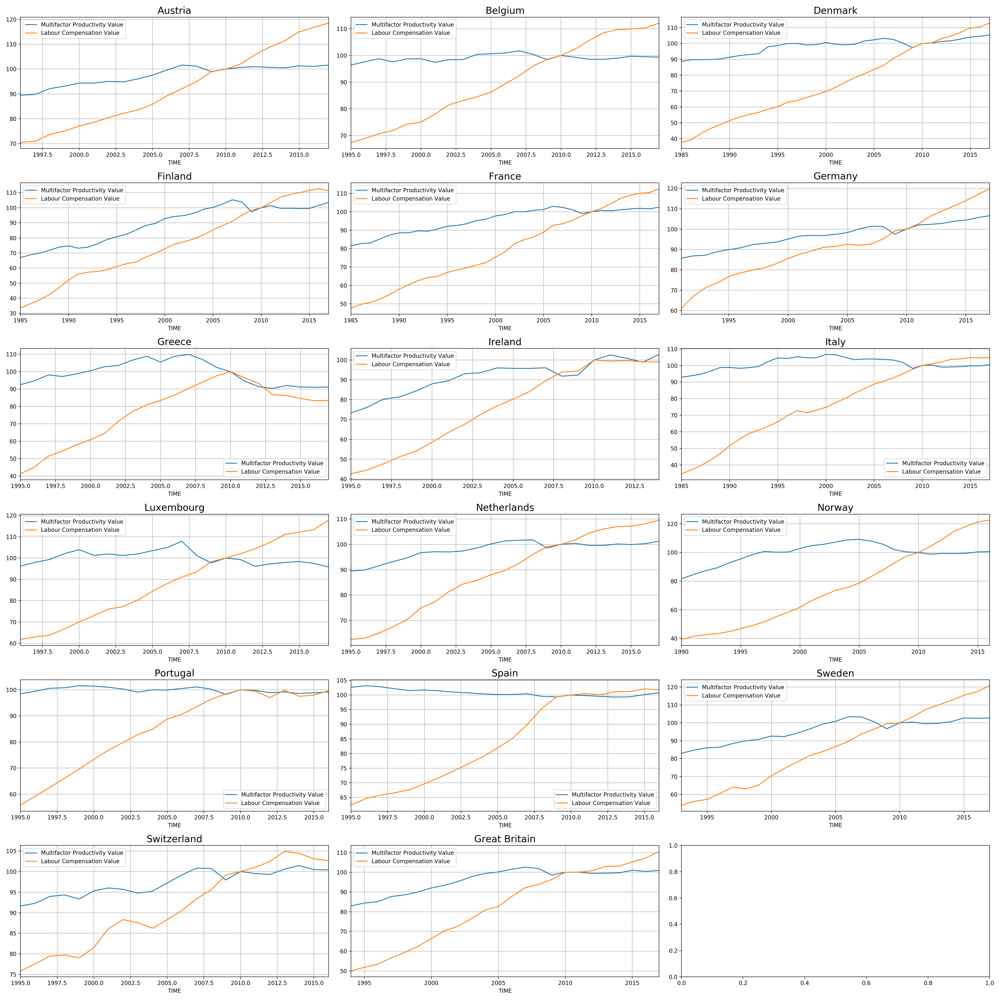 Austria
Multifactor Productivity Value
Labour Compensation Value
120
110
100
90
80
70
1997.5 2000.0 2002.5 2005.0 2007.5 2010.0 2012.5 2015.0
TIME
Belgium
Multifactor Productivity Value
Labour Compensation Value
110
100
90
80
70
1995.0 1997.5 2000.0 2002.5 2005.0 2007.5 2010.0 2012.5 2015.0
TIME
Denmark
Multifactor Productivity Value
Labour Compensation Value
110
100
90
80
70
60
50
40
1985 1990 1995 2000 2005 2010 2015
TIME
Finland
Multifactor Productivity Value
Labour Compensation Value
110
100
90
80
70
60
50
40
30
1985 1990 1995 2000 2005 2010 2015
TIME
France
Multifactor Productivity Value
Labour Compensation Value
110
100
90
80
70
60
50
1985 1990 1995 2000 2005 2010 2015
TIME
Germany
Multifactor Productivity Value
Labour Compensation Value
120
110
100
90
80
70
60
1995 2000 2005 2010 2015
TIME
Greece
110
100
90
80
70
60
50
40
Multifactor Productivity Value
Labour Compensation Value
1995.0 1997.5 2000.0 2002.5 2005.0 2007.5 2010.0 2012.5 2015.0
TIME
Ireland
Multifactor Productivity Value
Labour Compensation Value
100
90
80
70
60
50
40
1995.0 1997.5 2000.0 2002.5 2005.0 2007.5 2010.0 2012.5
TIME
Italy
110
100
90
80
70
60
50
40
Multifactor Productivity Value
Labour Compensation Value
1985 1990 1995 2000 2005 2010 2015
TIME
Luxembourg
Multifactor Productivity Value
Labour Compensation Value
120
110
100
90
80
70
60
1997.5 2000.0 2002.5 2005.0 2007.5 2010.0 2012.5 2015.0
TIME
Netherlands
Multifactor Productivity Value
Labour Compensation Value
110
100
90
80
70
1995.0 1997.5 2000.0 2002.5 2005.0 2007.5 2010.0 2012.5 2015.0
TIME
Norway
Multifactor Productivity Value
Labour Compensation Value
120
100
80
60
40
1990 1995 2000 2005 2010 2015
TIME
Portugal
100
90
80
70
60
Multifactor Productivity Value
Labour Compensation Value
1995.0 1997.5 2000.0 2002.5 2005.0 2007.5 2010.0 2012.5 2015.0
TIME
Spain
105
100
95
90
85
80
75
70
65
Multifactor Productivity Value
Labour Compensation Value
1995.0 1997.5 2000.0 2002.5 2005.0 2007.5 2010.0 2012.5 2015.0
TIME
Sweden
Multifactor Productivity Value
Labour Compensation Value
120
110
100
90
80
70
60
1995 2000 2005 2010 2015
TIME
Switzerland
Multifactor Productivity Value
Labour Compensation Value
105
100
95
90
85
80
75
1995.0 1997.5 2000.0 2002.5 2005.0 2007.5 2010.0 2012.5 2015.0
TIME
Great Britain
Multifactor Productivity Value
Labour Compensation Value
110
100
90
80
70
60
50
1995 2000 2005 2010 2015
TIME
1.0
0.8
0.6
0.4
0.2
0.0
0.0 0.2 0.4 0.6 0.8 1.0